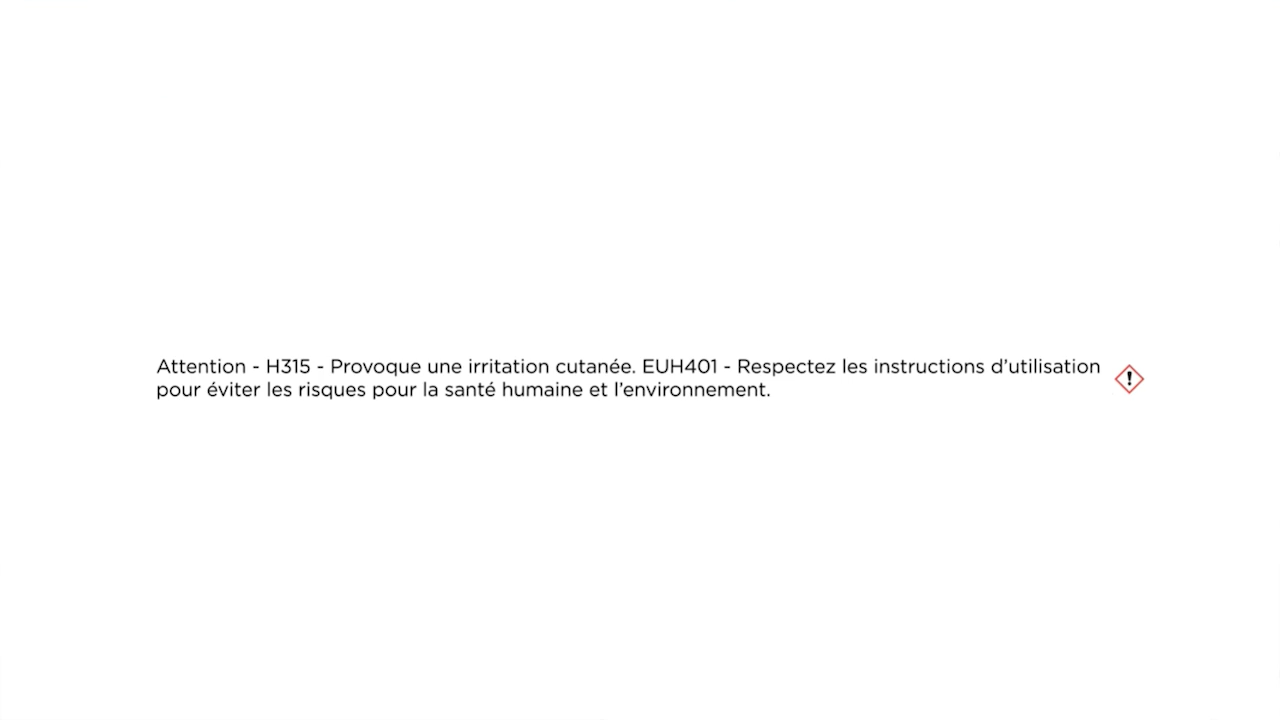 Attention - H315 - Provoque une irritation cutanée. EUH401 - Respectez les instructions d’utilisation
pour éviter les risques pour la santé humaine et l’environnement.